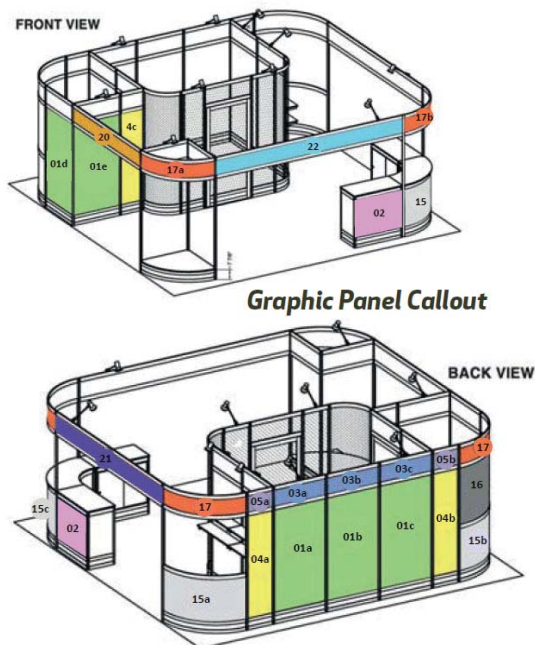 FRONT VIEW
17b
4c
20
22
01d
01e
17a
02
15
Graphic Panel Callout
BACK VIEW
21
17
05a
03a
03b
03c
05b
17
16
15c
02
04a
01a
01b
01c
04b
15b
15a